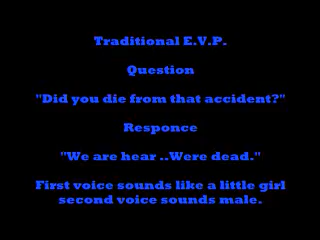 Traditional E.V.P.
Question
"Did you die from that accident?"
Responce
"We are hear ..Were dead."
First voice sounds like a little girl
second voice sounds male.